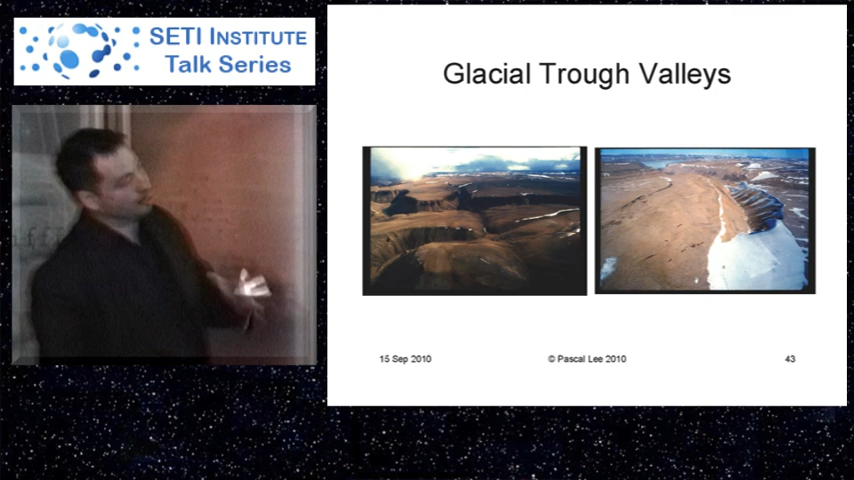 SETI INSTITUTE
Talk Series
Glacial Trough Valleys
15 Sep 2010
© Pascal Lee 2010
43